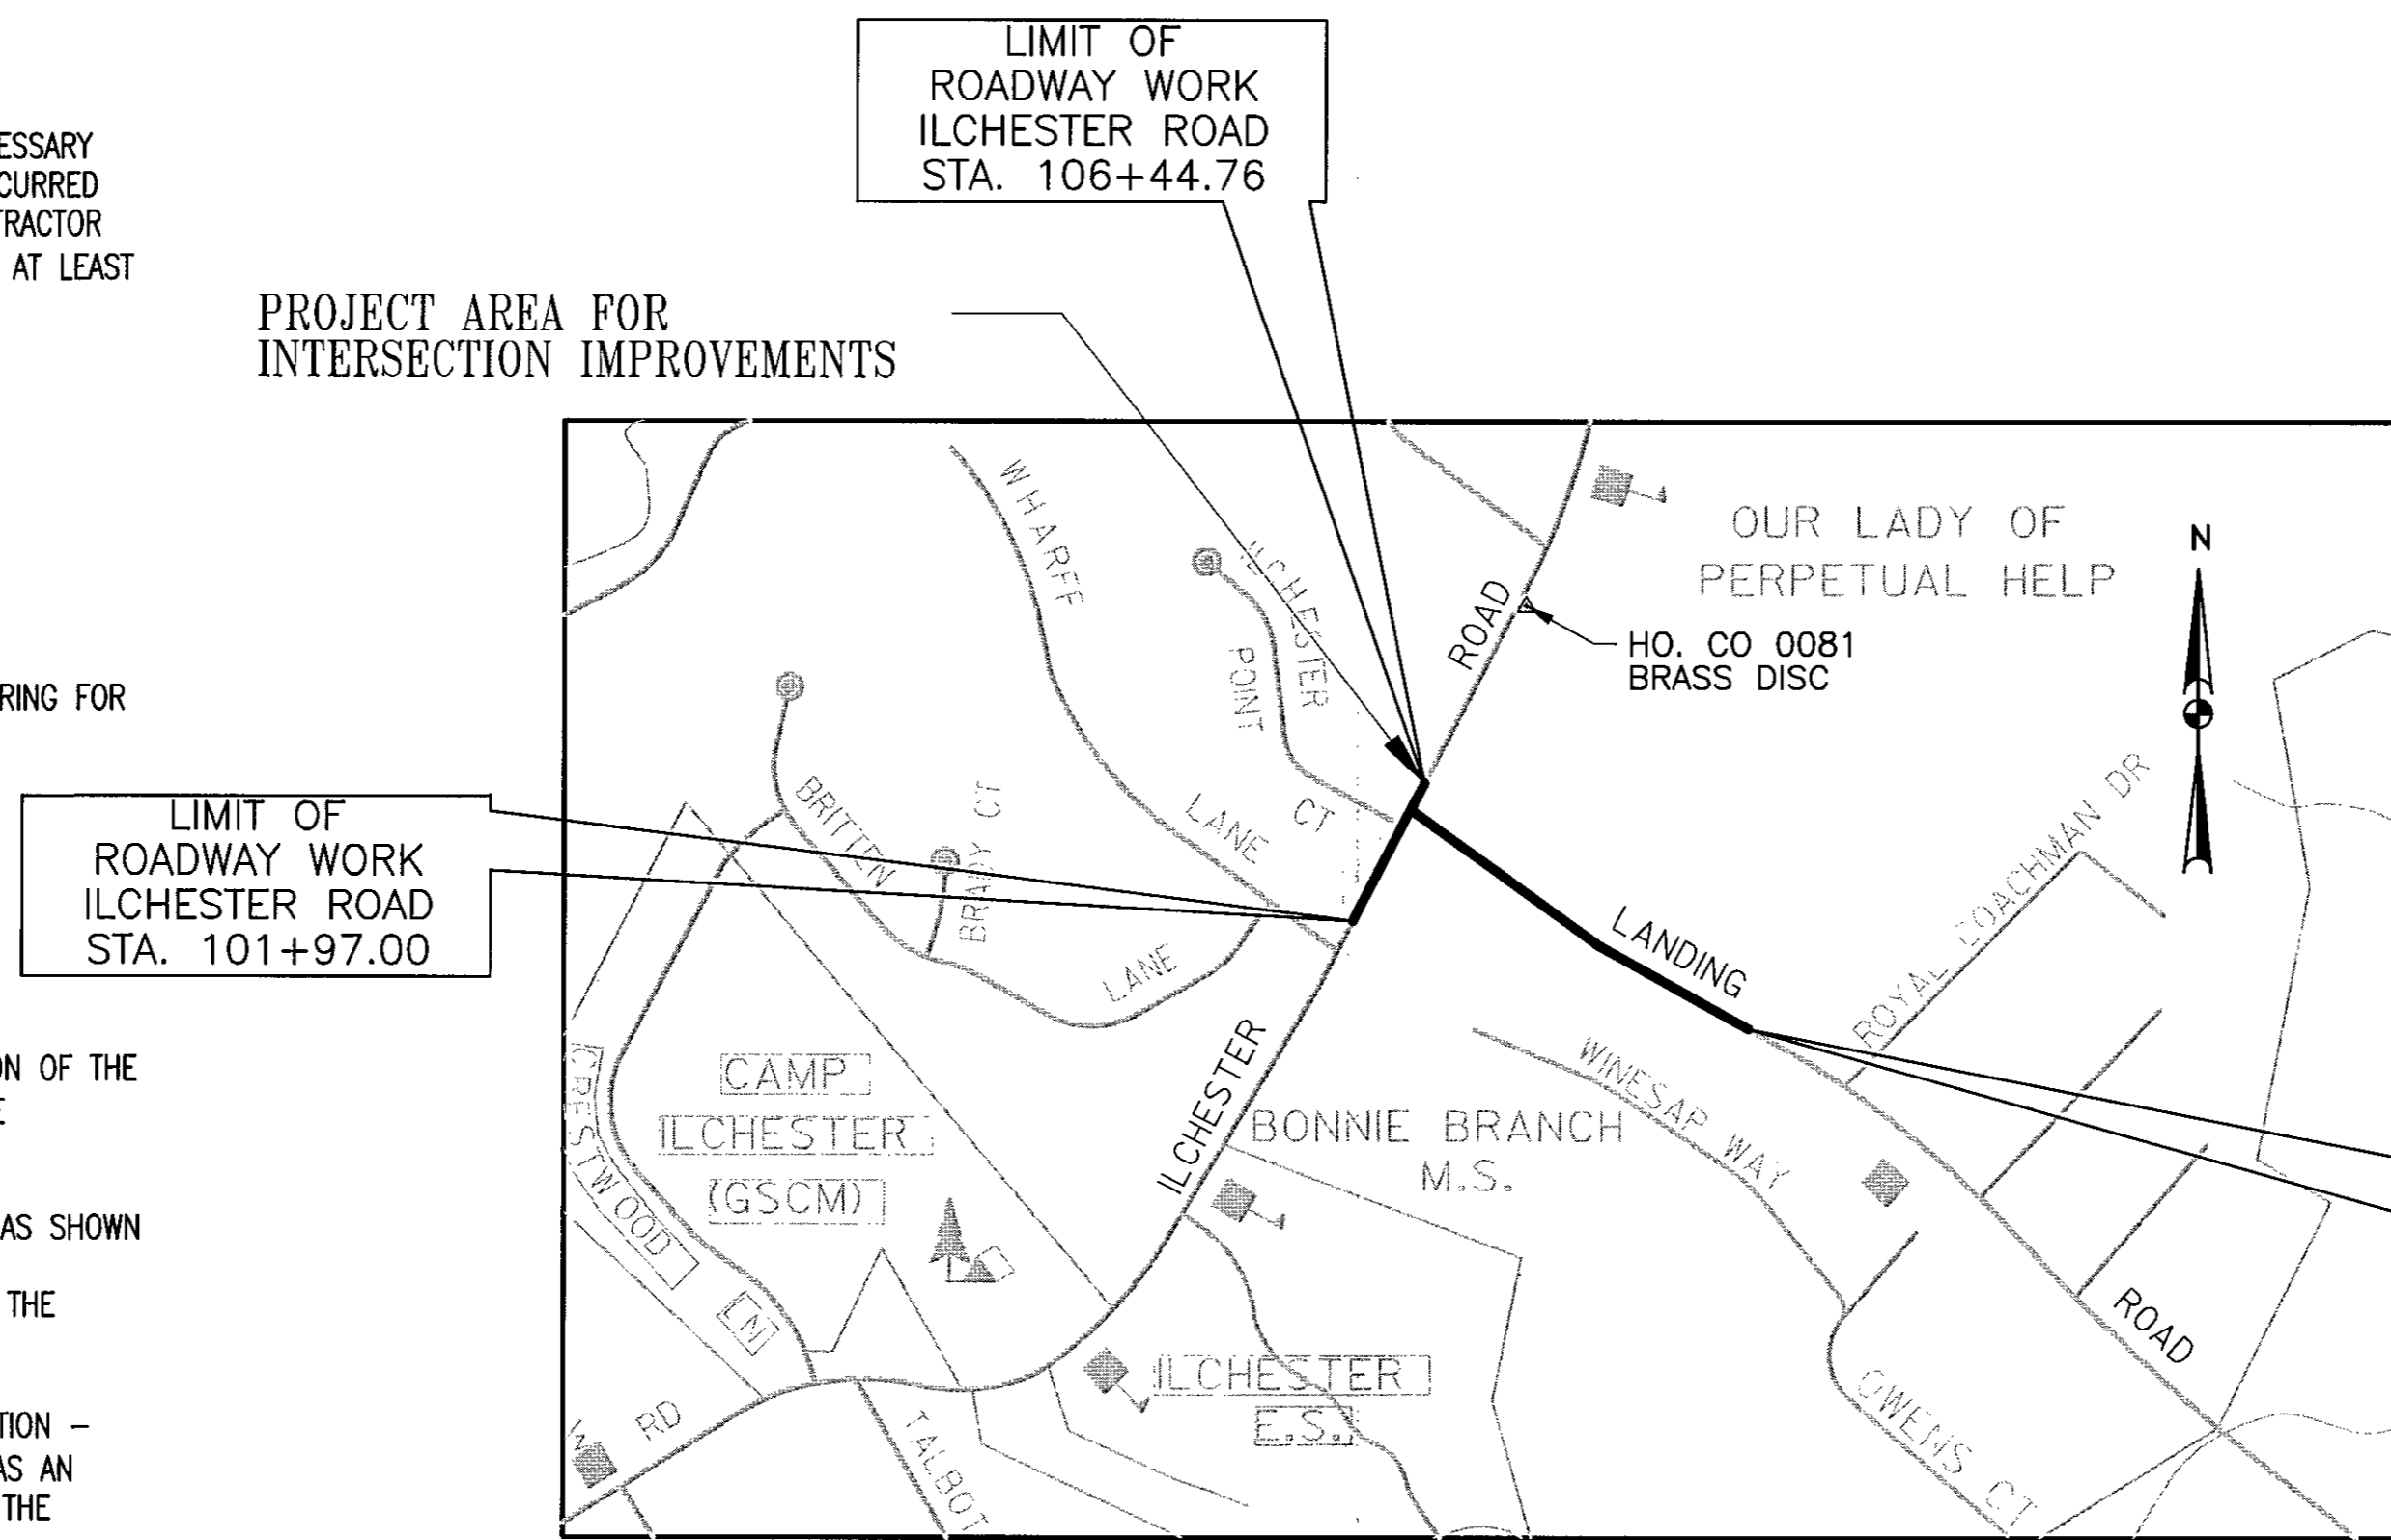 ESSARY
CURRED
TRACTOR
AT LEAST
RING FOR
ON OF THE
E
AS SHOWN
THE
TION –
AS AN
THE
LIMIT OF
ROADWAY WORK
ILCHESTER ROAD
STA. 106+44.76
PROJECT AREA FOR
INTERSECTION IMPROVEMENTS
LIMIT OF
ROADWAY WORK
ILCHESTER ROAD
STA. 101+97.00
WHARFF
LANE
ILCHESTER
POINT
CT
ROAD
OUR LADY OF
PERPETUAL HELP
HO. CO 0081
BRASS DISC
N
BRITTEN
LANE
BRADY CT
LANDING
ROAD
ROYAL COACHMAN DR
WINESAP WAY
OWENS CT
ILCHESTER
BONNIE BRANCH
M.S.
CAMP
ILCHESTER
(GSCM)
CRESTWOOD
LN
ILCHESTER
E.S.
RD
TALBOT